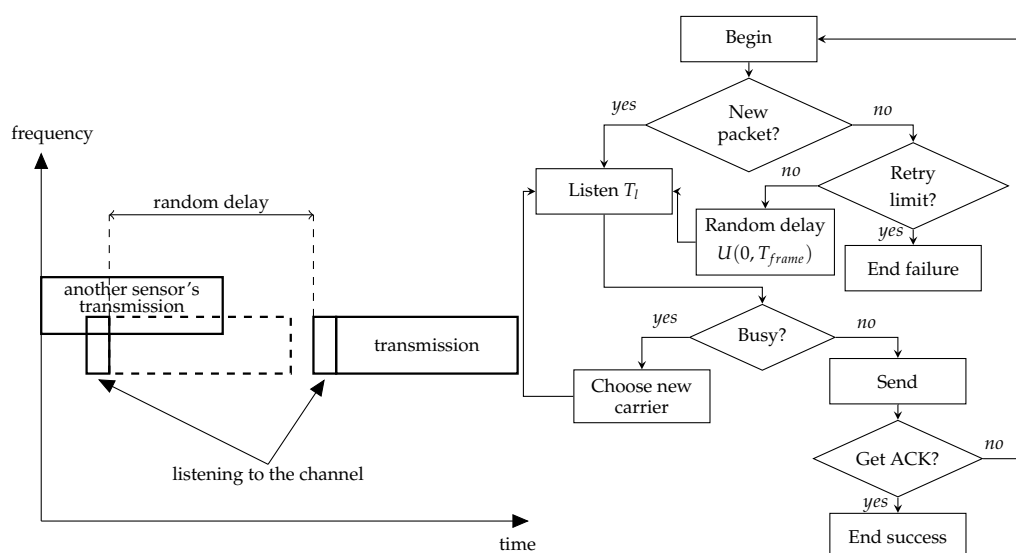 frequency
random delay
another sensor's
transmission
transmission
listening to the channel
time
Begin
New
packet?
yes
no
Listen T_l
no
Retry
limit?
Random delay
U(0, T_frame)
yes
End failure
Busy?
yes
no
Choose new
carrier
Send
Get ACK?
no
yes
End success